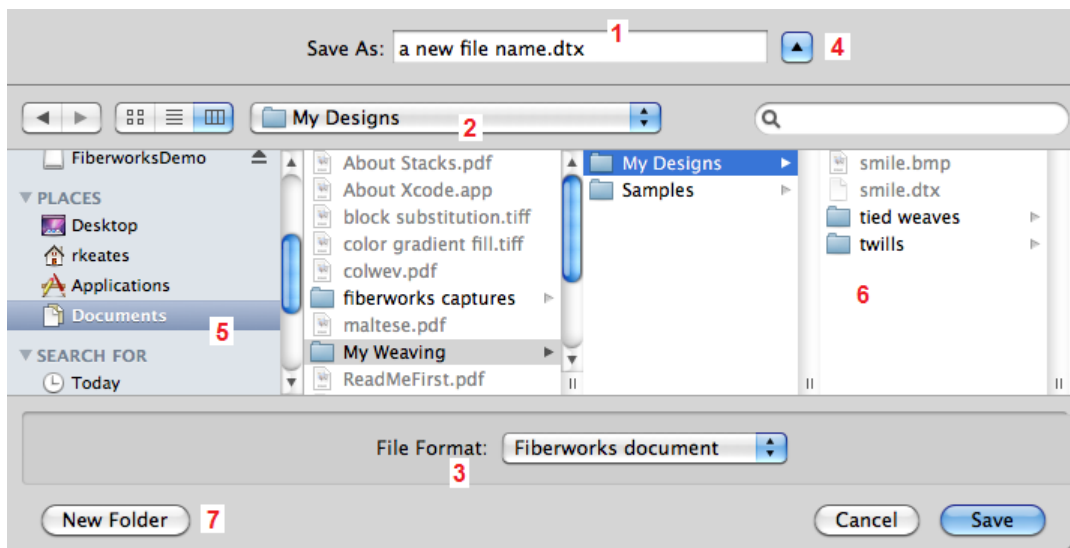 1
Save As: a new file name.dtx
4
My Designs
2
FiberworksDemo
PLACES
Desktop
rkeates
Applications
Documents
5
SEARCH FOR
Today
About Stacks.pdf
About Xcode.app
block substitution.tiff
color gradient fill.tiff
colwev.pdf
fiberworks captures
maltese.pdf
My Weaving
ReadMeFirst.pdf
My Designs
Samples
smile.bmp
smile.dtx
tied weaves
twills
6
File Format: Fiberworks document
3
New Folder 7 Cancel Save